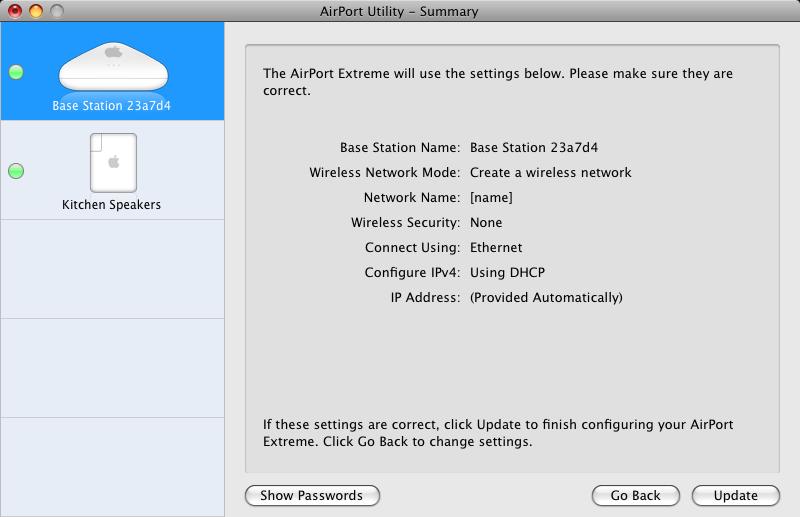 AirPort Utility – Summary
Base Station 23a7d4
Kitchen Speakers
The AirPort Extreme will use the settings below. Please make sure they are
correct.
Base Station Name: Base Station 23a7d4
Wireless Network Mode: Create a wireless network
Network Name: [name]
Wireless Security: None
Connect Using: Ethernet
Configure IPv4: Using DHCP
IP Address: (Provided Automatically)
If these settings are correct, click Update to finish configuring your AirPort
Extreme. Click Go Back to change settings.
Show Passwords Go Back Update